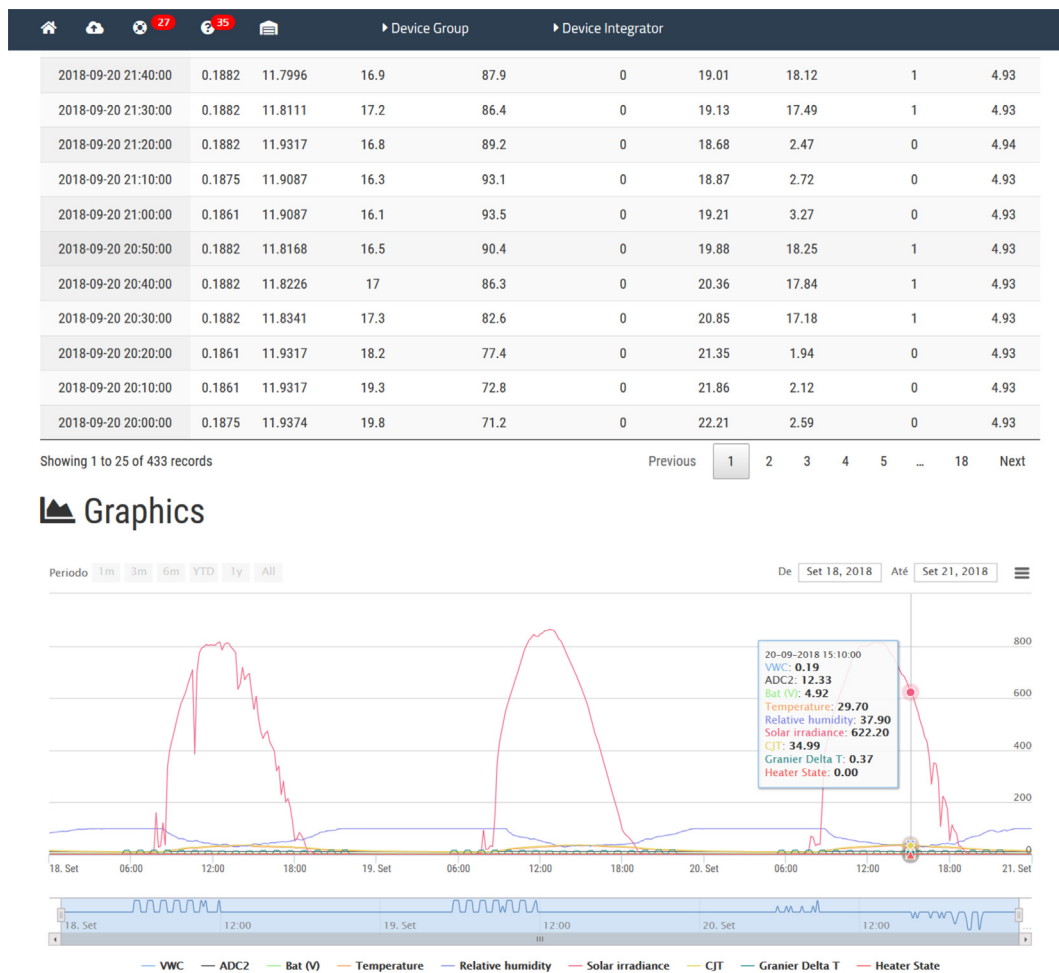 27 35 Device Group Device Integrator
2018-09-20 21:40:00 0.1882 11.7996 16.9 87.9 0 19.01 18.12 1 4.93
2018-09-20 21:30:00 0.1882 11.8111 17.2 86.4 0 19.13 17.49 1 4.93
2018-09-20 21:20:00 0.1882 11.9317 16.8 89.2 0 18.68 2.47 0 4.94
2018-09-20 21:10:00 0.1875 11.9087 16.3 93.1 0 18.87 2.72 0 4.93
2018-09-20 21:00:00 0.1861 11.9087 16.1 93.5 0 19.21 3.27 0 4.93
2018-09-20 20:50:00 0.1882 11.8168 16.5 90.4 0 19.88 18.25 1 4.93
2018-09-20 20:40:00 0.1882 11.8226 17 86.3 0 20.36 17.84 1 4.93
2018-09-20 20:30:00 0.1882 11.8341 17.3 82.6 0 20.85 17.18 1 4.93
2018-09-20 20:20:00 0.1861 11.9317 18.2 77.4 0 21.35 1.94 0 4.93
2018-09-20 20:10:00 0.1861 11.9317 19.3 72.8 0 21.86 2.12 0 4.93
2018-09-20 20:00:00 0.1875 11.9374 19.8 71.2 0 22.21 2.59 0 4.93
Showing 1 to 25 of 433 records Previous 1 2 3 4 5 ... 18 Next
Graphics
Periodo 1m 3m 6m YTD 1y All De Set 18, 2018 Até Set 21, 2018
800
600
400
200
0
20-09-2018 15:10:00
VWC: 0.19
ADC2: 12.33
Bat (V): 4.92
Temperature: 29.70
Relative humidity: 37.90
Solar irradiance: 622.20
CJT: 34.99
Granier Delta T: 0.37
Heater State: 0.00
18. Set 06:00 12:00 18:00 19. Set 06:00 12:00 18:00 20. Set 06:00 12:00 18:00 21. Set
18. Set 12:00 19. Set 12:00 20. Set 12:00 ...
VWC ADC2 Bat (V) Temperature Relative humidity Solar irradiance CJT Granier Delta T Heater State